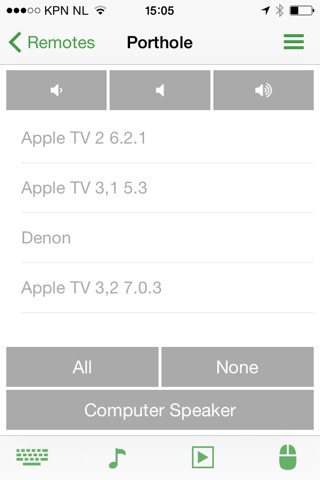 KPN NL 15:05
Remotes Porthole
Apple TV 2 6.2.1
Apple TV 3,1 5.3
Denon
Apple TV 3,2 7.0.3
All None
Computer Speaker